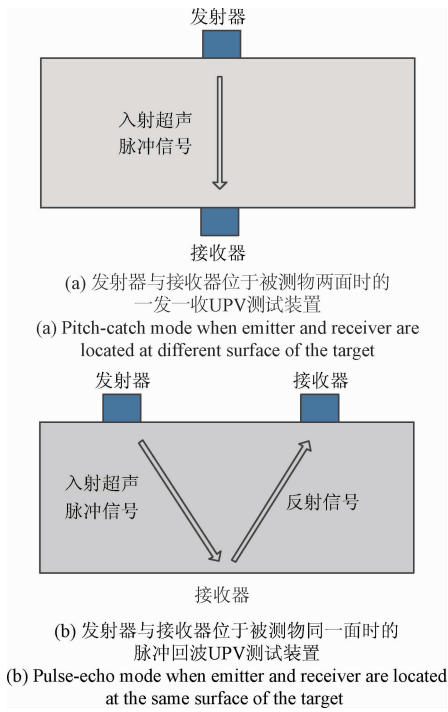 发射器
入射超声
脉冲信号
接收器
(a) 发射器与接收器位于被测物两面时的
一发一收UPV测试装置
(a) Pitch-catch mode when emitter and receiver are
located at different surface of the target
发射器 接收器
入射超声
脉冲信号
反射信号
接收器
(b) 发射器与接收器位于被测物同一面时的
脉冲回波UPV测试装置
(b) Pulse-echo mode when emitter and receiver are located
at the same surface of the target